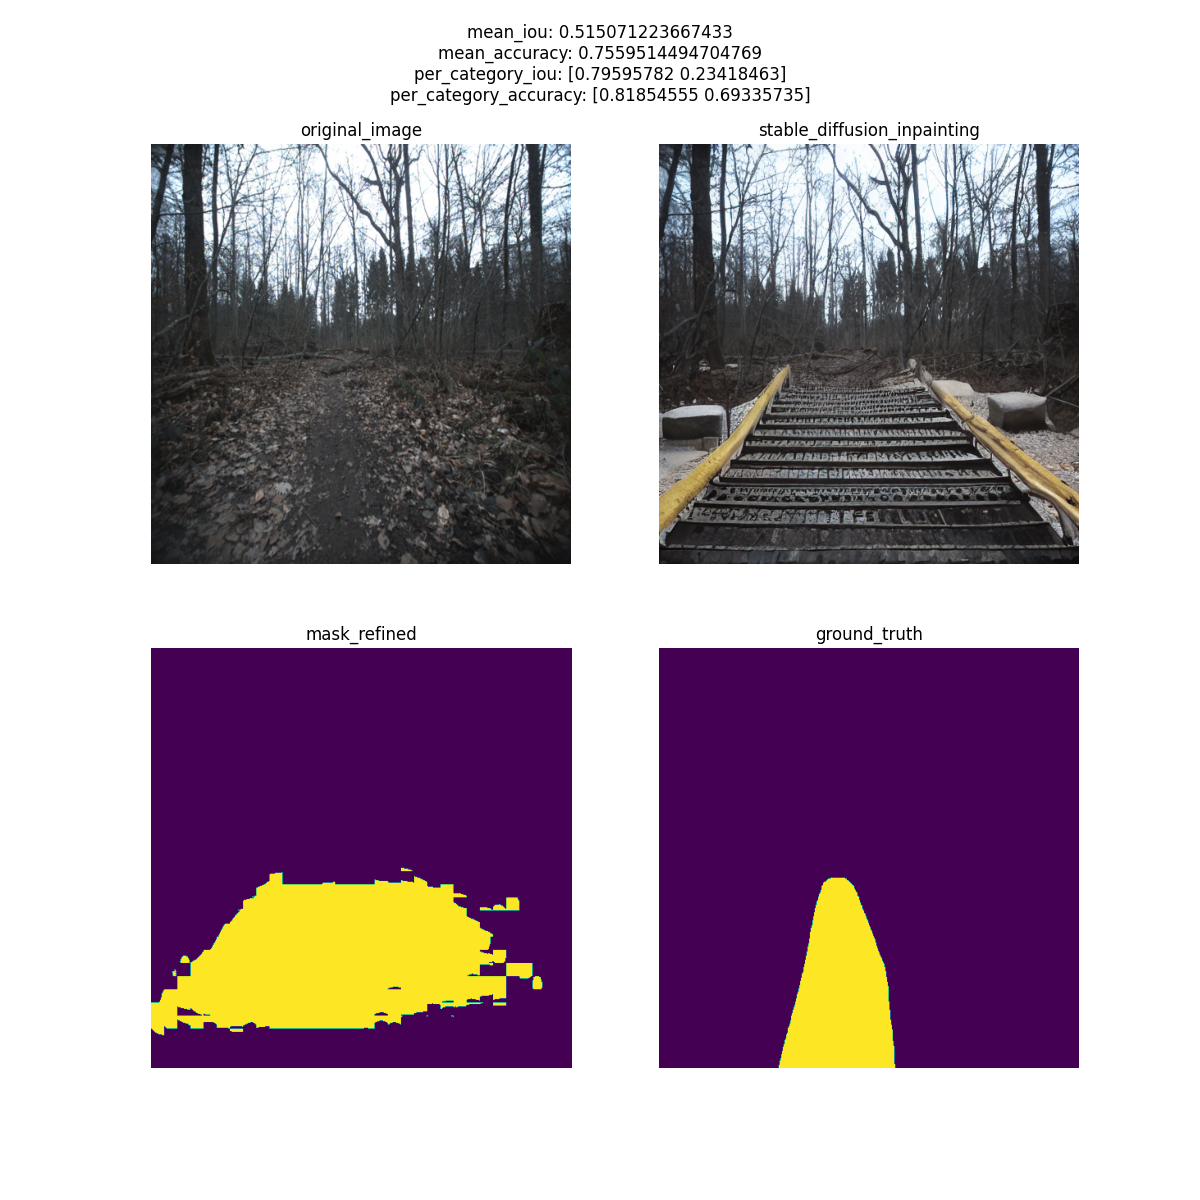 mean_iou: 0.515071223667433
mean_accuracy: 0.7559514494704769
per_category_iou: [0.79595782 0.23418463]
per_category_accuracy: [0.81854555 0.69335735]
original_image
stable_diffusion_inpainting
mask_refined
ground_truth